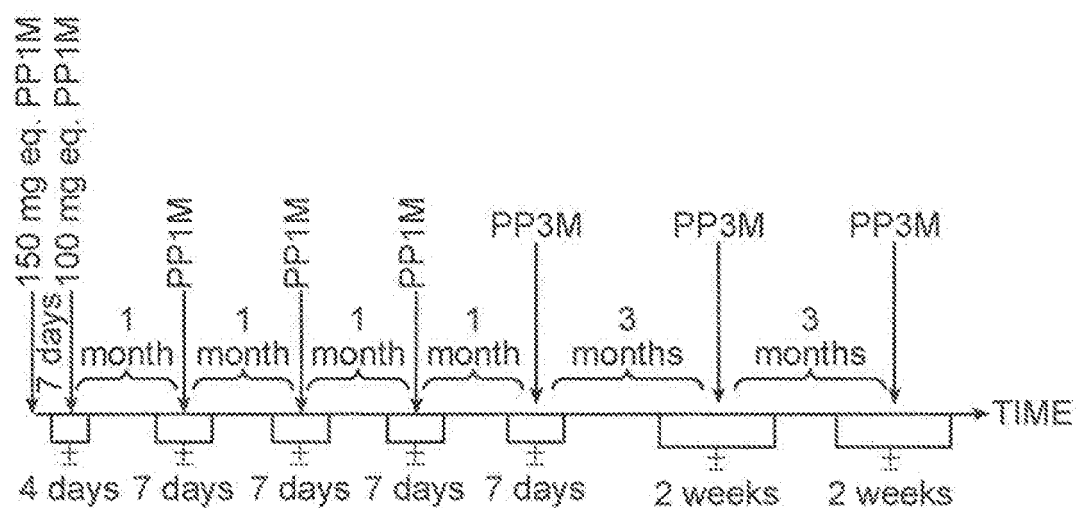 150 mg eq. PP1M
100 mg eq. PP1M
7 days
PP1M
PP1M
PP1M
PP3M
PP3M
PP3M
1
month
1
month
1
month
1
month
3
months
3
months
TIME
±
4 days
±
7 days
±
7 days
±
7 days
±
7 days
±
2 weeks
±
2 weeks